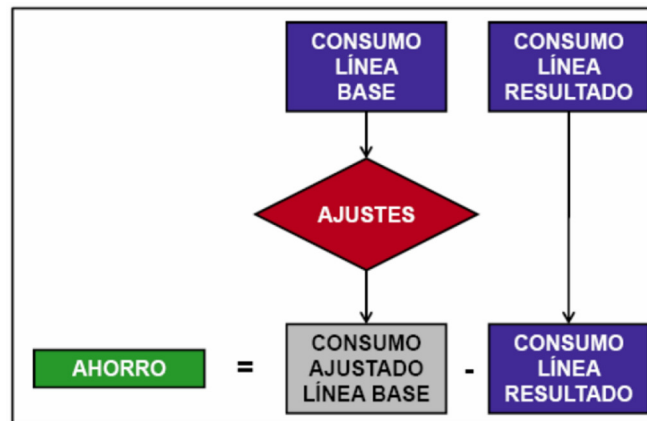 CONSUMO
LÍNEA
BASE
CONSUMO
LÍNEA
RESULTADO
AJUSTES
AHORRO
=
CONSUMO
AJUSTADO
LÍNEA BASE
-
CONSUMO
LÍNEA
RESULTADO